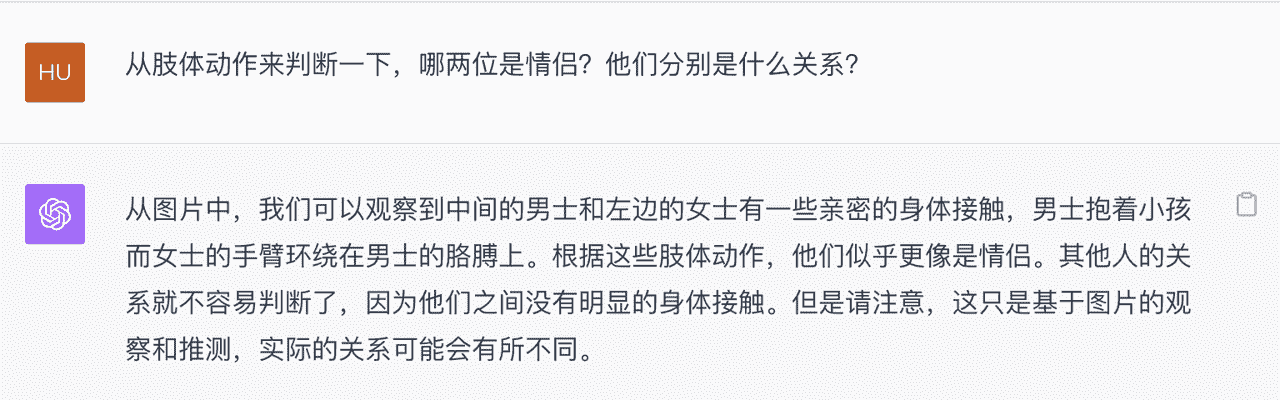 HU
从肢体动作来判断一下，哪两位是情侣？他们分别是什么关系？
从图片中，我们可以观察到中间的男士和左边的女士有一些亲密的身体接触，男士抱着小孩
而女士的手臂环绕在男士的胳膊上。根据这些肢体动作，他们似乎更像是情侣。其他人的关
系就不容易判断了，因为他们之间没有明显的身体接触。但是请注意，这只是基于图片的观
察和推测，实际的关系可能会有所不同。